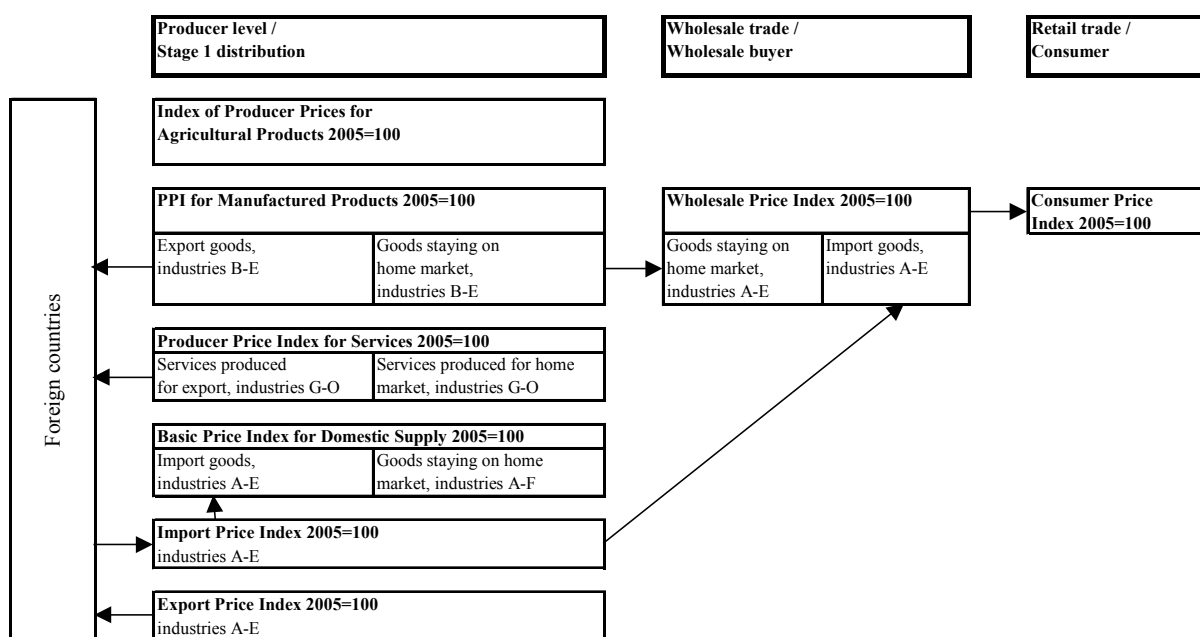 Producer level /
Stage 1 distribution
Wholesale trade /
Wholesale buyer
Retail trade /
Consumer
Foreign countries
Index of Producer Prices for
Agricultural Products 2005=100
PPI for Manufactured Products 2005=100
Export goods,
industries B-E
Goods staying on
home market,
industries B-E
Wholesale Price Index 2005=100
Goods staying on
home market,
industries A-E
Import goods,
industries A-E
Consumer Price
Index 2005=100
Producer Price Index for Services 2005=100
Services produced
for export, industries G-O
Services produced for home
market, industries G-O
Basic Price Index for Domestic Supply 2005=100
Import goods,
industries A-E
Goods staying on home
market, industries A-F
Import Price Index 2005=100
industries A-E
Export Price Index 2005=100
industries A-E